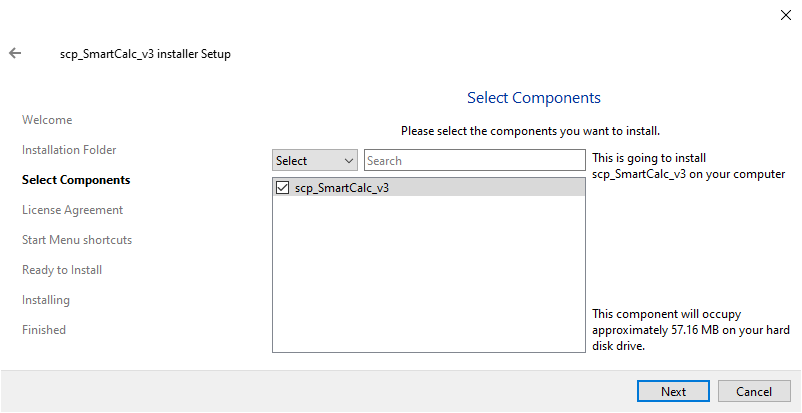 scp_SmartCalc_v3 installer Setup
Welcome
Installation Folder
Select Components
License Agreement
Start Menu shortcuts
Ready to Install
Installing
Finished
Select Components
Please select the components you want to install.
Select
Search
scp_SmartCalc_v3
This is going to install
scp_SmartCalc_v3 on your computer
This component will occupy
approximately 57.16 MB on your hard
disk drive.
Next
Cancel